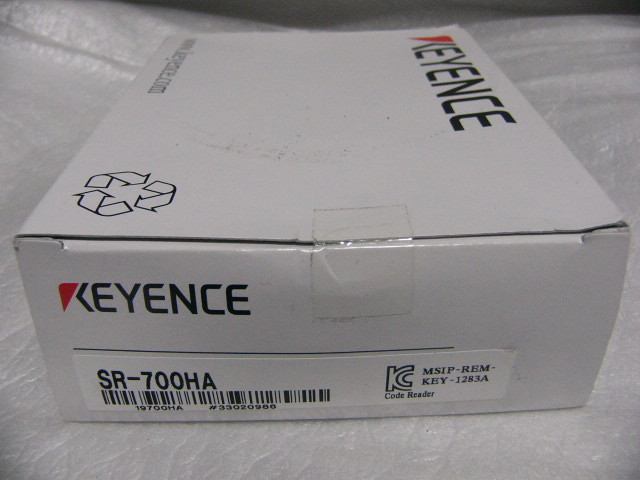 KEYENCE
www.keyence.com
KEYENCE
SR-700HA
19700HA #33020986
MSIP-REM-
KEY-1283A
Code Reader